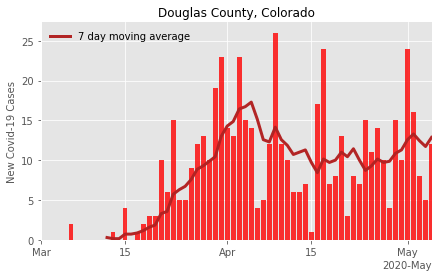 Douglas County, Colorado
7 day moving average
New Covid-19 Cases
25
20
15
10
5
0
Mar
15
Apr
15
May
2020-May